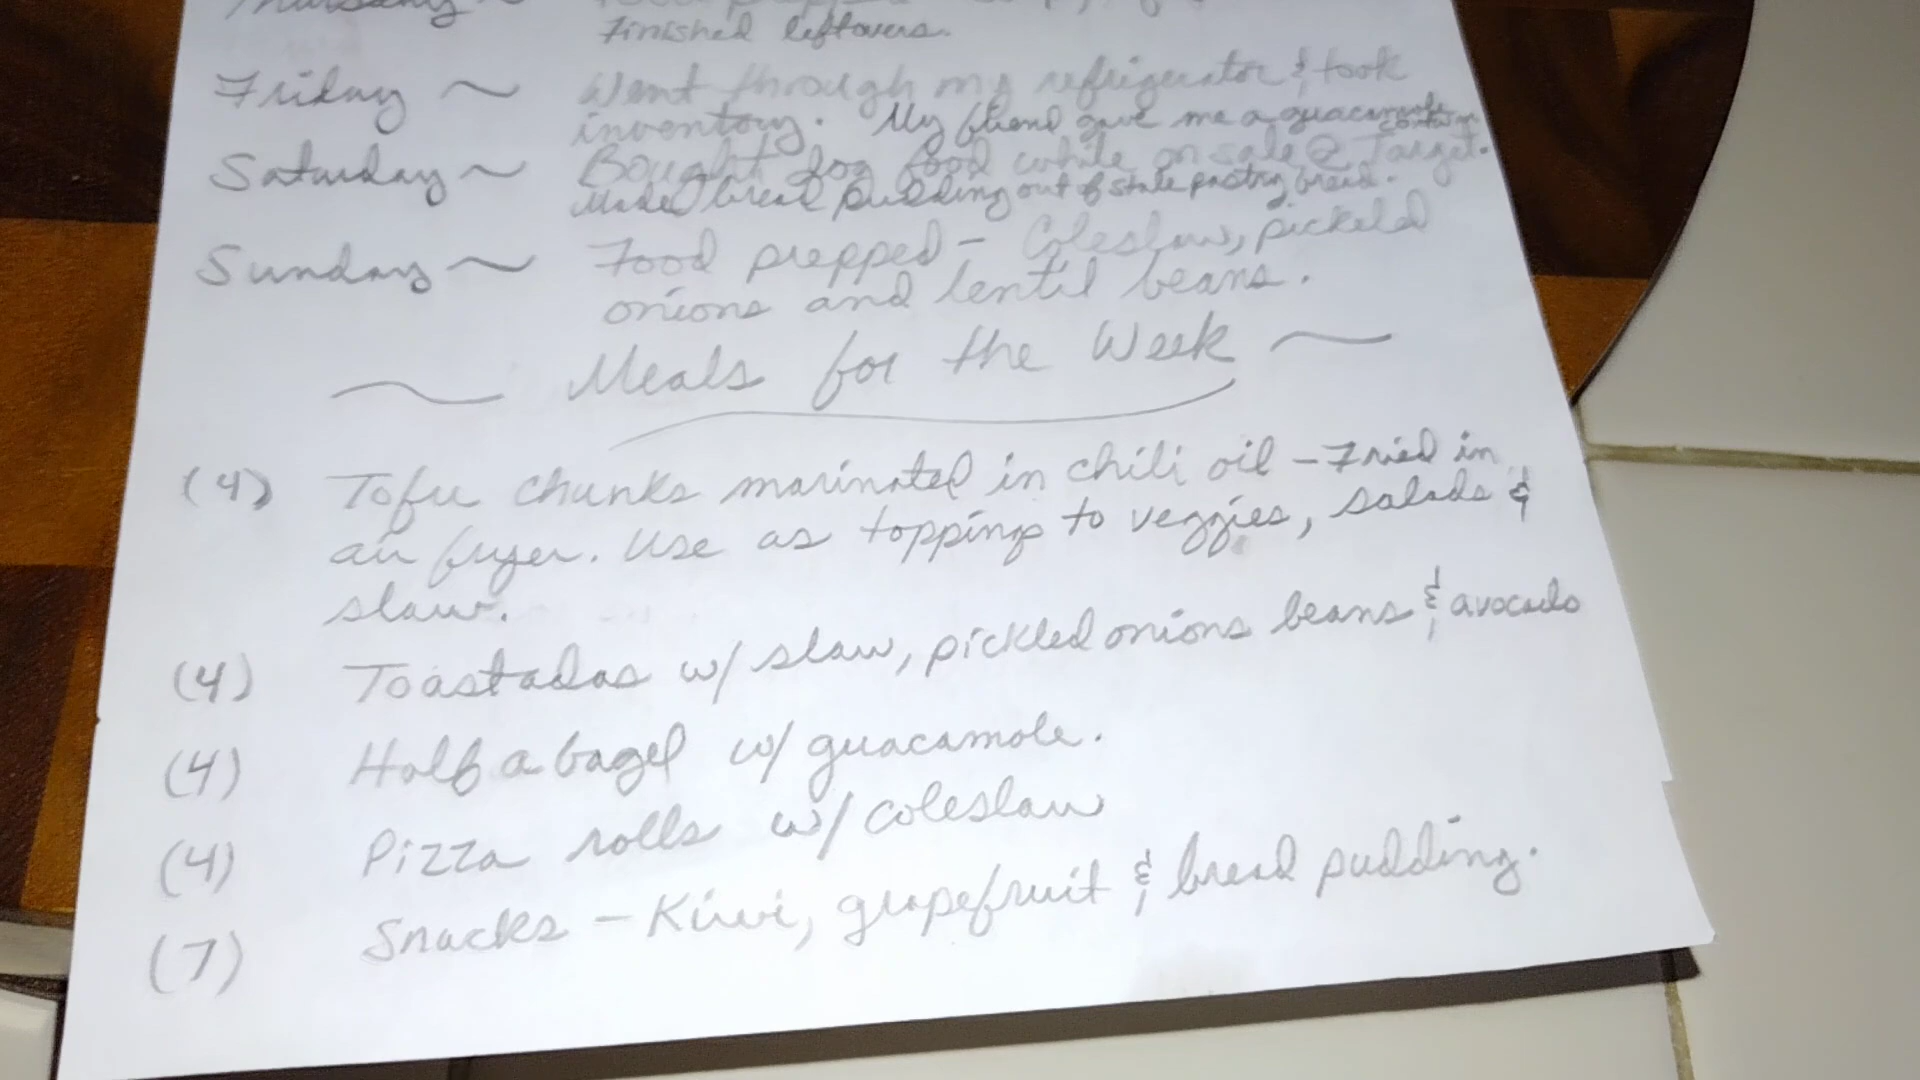 Thursday ~
Finished leftovers.
Friday ~ Went through my refrigerator & took
inventory. My friend gave me a guacamole
Saturday ~ Bought dog food while on sale @ Target.
Made bread pudding out of stale pastry bread.
Sunday ~ Food prepped - Coleslaw, pickeld
onions and lentil beans.
~ Meals for the Week ~
(4) Tofu chunks marinated in chili oil - Fried in
air fryer. Use as toppings to veggies, salads &
slaw.
(4) Toastadas w/ slaw, pickled onions beans & avocado
(4) Half a bagel w/ guacamole.
(4) Pizza rolls w/ coleslaw
(7) Snacks - Kiwi, grapefruit & bread pudding.